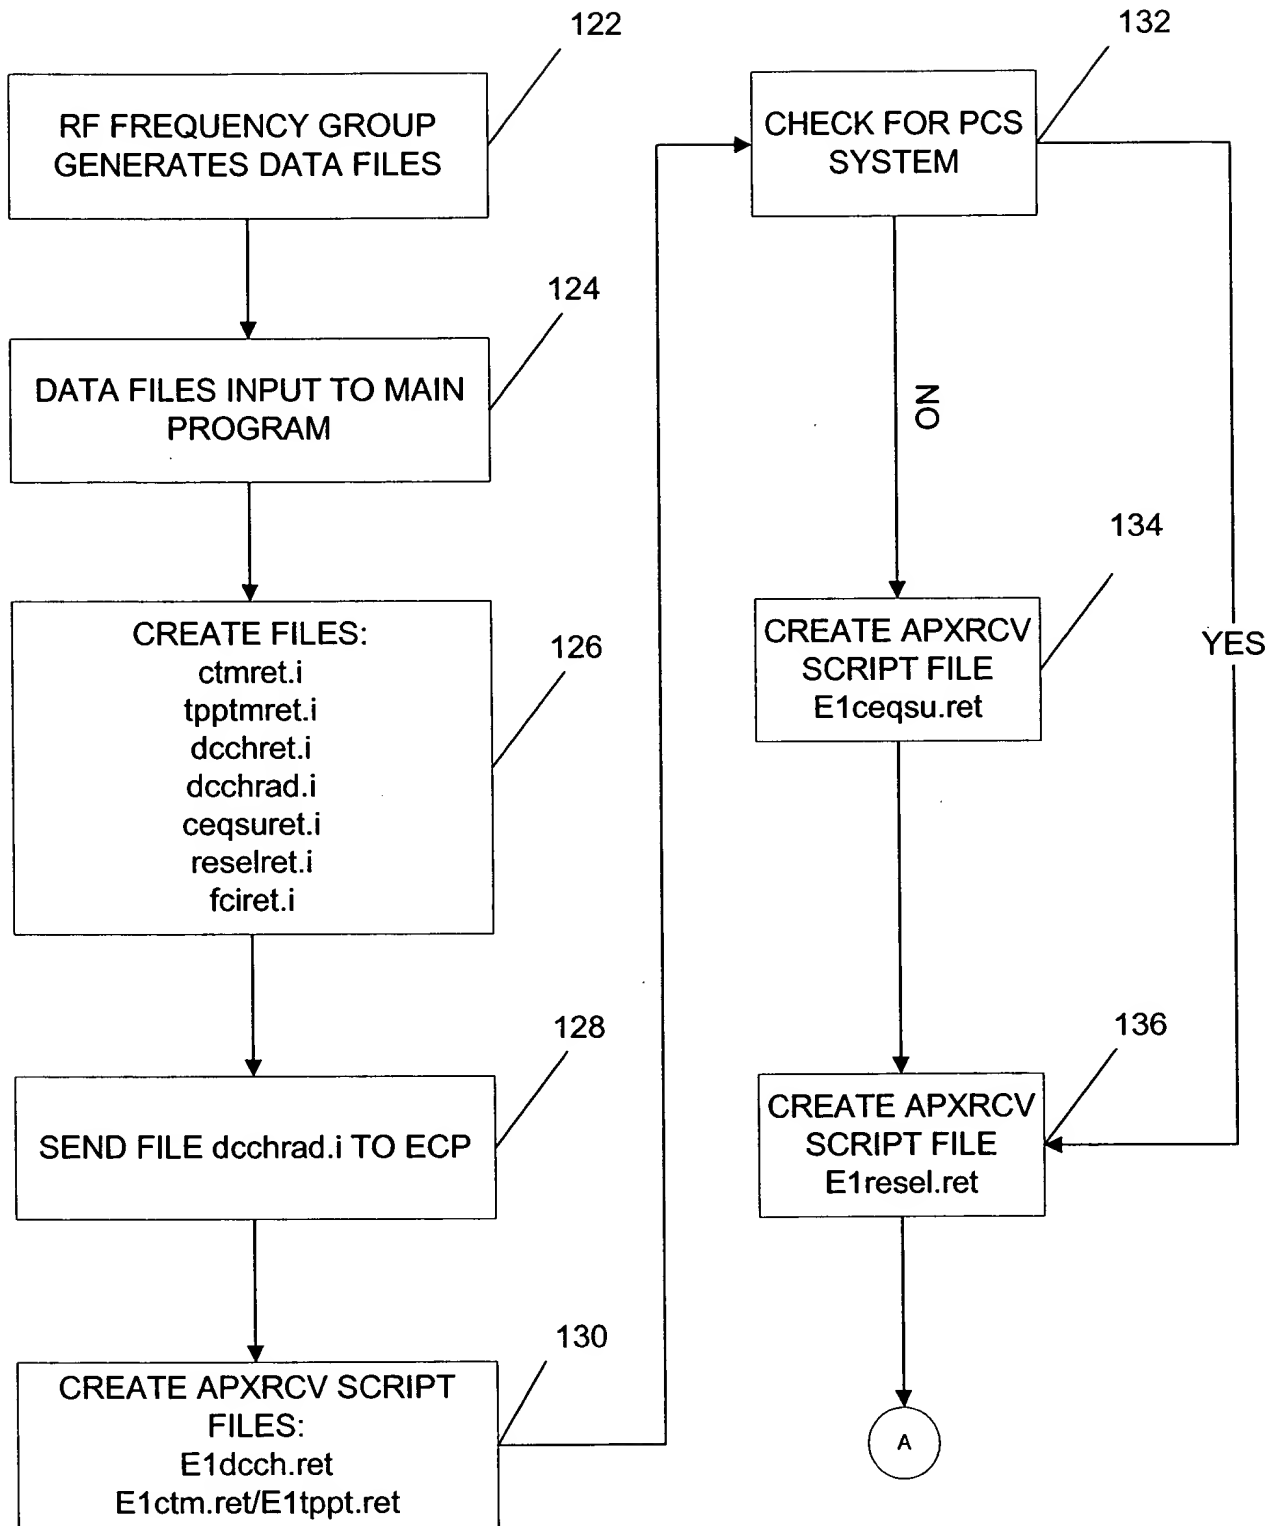 122
RF FREQUENCY GROUP
GENERATES DATA FILES
124
DATA FILES INPUT TO MAIN
PROGRAM
CREATE FILES:
ctmret.i
tpptmret.i
dcchret.i
dcchrad.i
ceqsuret.i
reselret.i
fciret.i
126
128
SEND FILE dcchrad.i TO ECP
130
CREATE APXRCV SCRIPT
FILES:
E1dcch.ret
E1ctm.ret/E1tppt.ret
132
CHECK FOR PCS
SYSTEM
NO
YES
134
CREATE APXRCV
SCRIPT FILE
E1ceqsu.ret
136
CREATE APXRCV
SCRIPT FILE
E1resel.ret
A